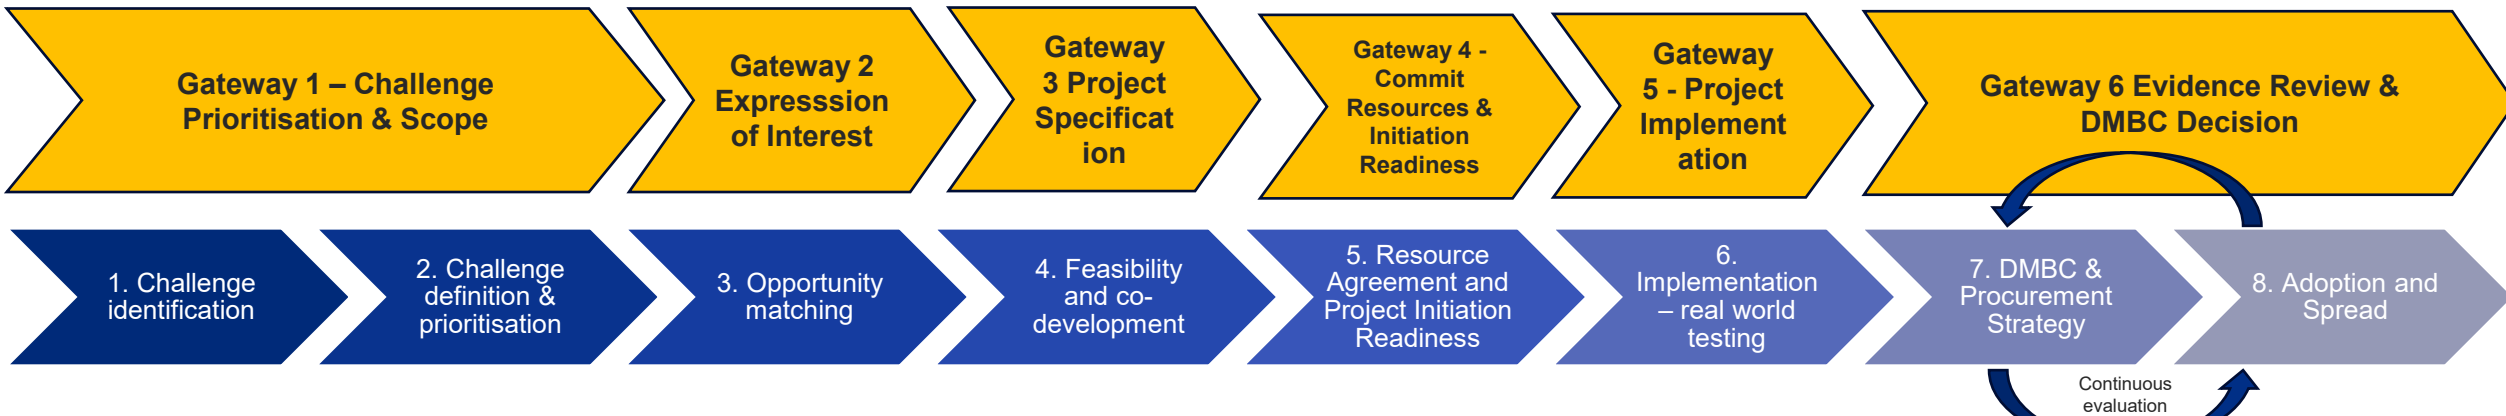 Gateway 1 – Challenge
Prioritisation & Scope
Gateway 2
Expresssion
of Interest
Gateway
3 Project
Specificat
ion
Gateway 4 -
Commit
Resources &
Initiation
Readiness
Gateway
5 - Project
Implement
ation
Gateway 6 Evidence Review &
DMBC Decision
1. Challenge
identification
2. Challenge
definition &
prioritisation
3. Opportunity
matching
4. Feasibility
and co-
development
5. Resource
Agreement and
Project Initiation
Readiness
6.
Implementation
– real world
testing
7. DMBC &
Procurement
Strategy
8. Adoption and
Spread
Continuous
evaluation